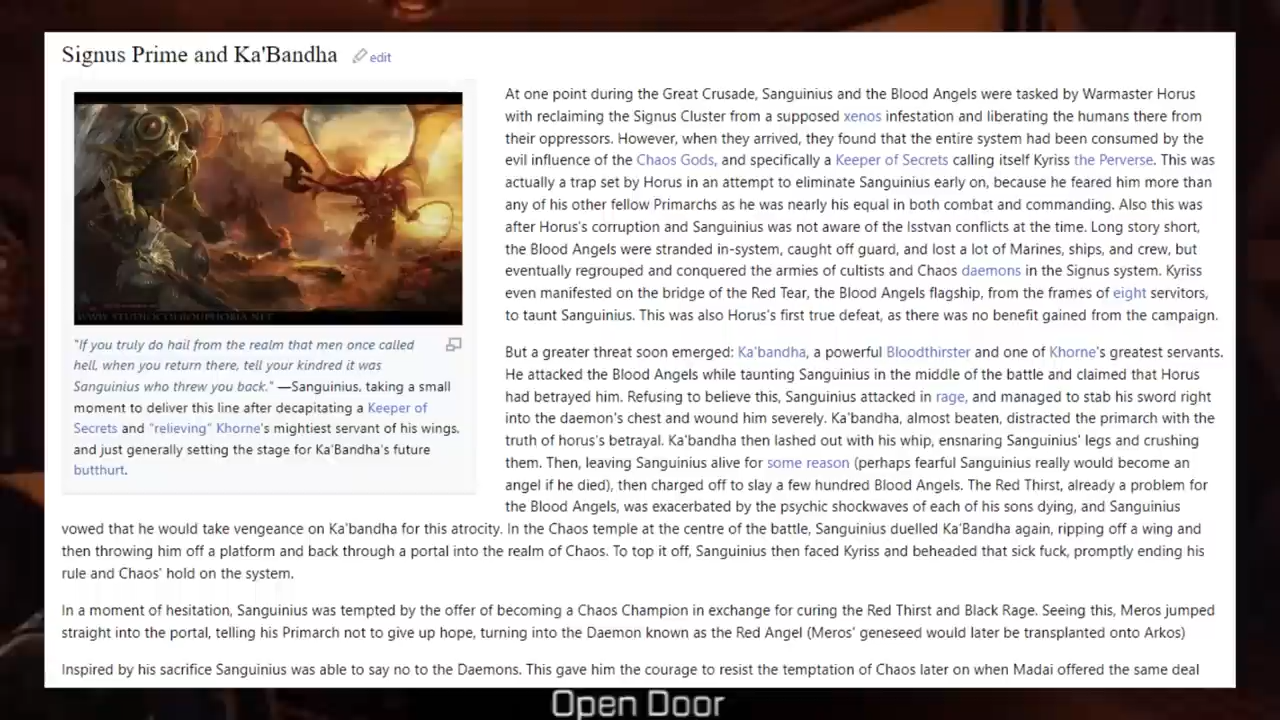 Signus Prime and Ka'Bandha
edit
At one point during the Great Crusade, Sanguinius and the Blood Angels were tasked by Warmaster Horus
with reclaiming the Signus Cluster from a supposed xenos infestation and liberating the humans there from
their oppressors. However, when they arrived, they found that the entire system had been consumed by the
evil influence of the Chaos Gods, and specifically a Keeper of Secrets calling itself Kyriss the Perverse. This was
actually a trap set by Horus in an attempt to eliminate Sanguinius early on, because he feared him more than
any of his other fellow Primarchs as he was nearly his equal in both combat and commanding. Also this was
after Horus's corruption and Sanguinius was not aware of the Isstvan conflicts at the time. Long story short,
the Blood Angels were stranded in-system, caught off guard, and lost a lot of Marines, ships, and crew, but
eventually regrouped and conquered the armies of cultists and Chaos daemons in the Signus system. Kyriss
even manifested on the bridge of the Red Tear, the Blood Angels flagship, from the frames of eight servitors,
to taunt Sanguinius. This was also Horus's first true defeat, as there was no benefit gained from the campaign.
"If you truly do hail from the realm that men once called
hell, when you return there, tell your kindred it was
Sanguinius who threw you back." —Sanguinius, taking a small
moment to deliver this line after decapitating a Keeper of
Secrets and "relieving" Khorne's mightiest servant of his wings,
and just generally setting the stage for Ka'Bandha's future
butthurt.
But a greater threat soon emerged: Ka'bandha, a powerful Bloodthirster and one of Khorne's greatest servants.
He attacked the Blood Angels while taunting Sanguinius in the middle of the battle and claimed that Horus
had betrayed him. Refusing to believe this, Sanguinius attacked in rage, and managed to stab his sword right
into the daemon's chest and wound him severely. Ka'bandha, almost beaten, distracted the primarch with the
truth of horus's betrayal. Ka'bandha then lashed out with his whip, ensnaring Sanguinius' legs and crushing
them. Then, leaving Sanguinius alive for some reason (perhaps fearful Sanguinius really would become an
angel if he died), then charged off to slay a few hundred Blood Angels. The Red Thirst, already a problem for
the Blood Angels, was exacerbated by the psychic shockwaves of each of his sons dying, and Sanguinius
vowed that he would take vengeance on Ka'bandha for this atrocity. In the Chaos temple at the centre of the battle, Sanguinius duelled Ka'Bandha again, ripping off a wing and
then throwing him off a platform and back through a portal into the realm of Chaos. To top it off, Sanguinius then faced Kyriss and beheaded that sick fuck, promptly ending his
rule and Chaos' hold on the system.
In a moment of hesitation, Sanguinius was tempted by the offer of becoming a Chaos Champion in exchange for curing the Red Thirst and Black Rage. Seeing this, Meros jumped
straight into the portal, telling his Primarch not to give up hope, turning into the Daemon known as the Red Angel (Meros' geneseed would later be transplanted onto Arkos)
Inspired by his sacrifice Sanguinius was able to say no to the Daemons. This gave him the courage to resist the temptation of Chaos later on when Madai offered the same deal
Open Door